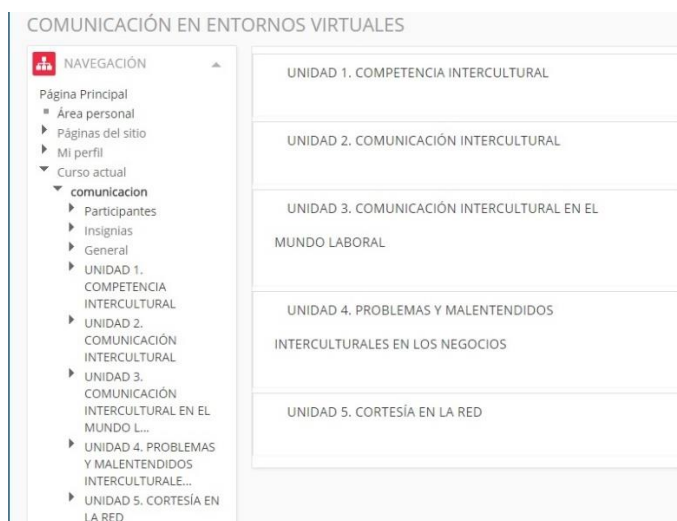 COMUNICACIÓN EN ENTORNOS VIRTUALES
NAVEGACIÓN
Página Principal
Área personal
Páginas del sitio
Mi perfil
Curso actual
comunicacion
Participantes
Insignias
General
UNIDAD 1.
COMPETENCIA
INTERCULTURAL
UNIDAD 2.
COMUNICACIÓN
INTERCULTURAL
UNIDAD 3.
COMUNICACIÓN
INTERCULTURAL EN EL
MUNDO L...
UNIDAD 4. PROBLEMAS
Y MALENTENDIDOS
INTERCULTURALE...
UNIDAD 5. CORTESÍA EN
LA RED
UNIDAD 1. COMPETENCIA INTERCULTURAL
UNIDAD 2. COMUNICACIÓN INTERCULTURAL
UNIDAD 3. COMUNICACIÓN INTERCULTURAL EN EL
MUNDO LABORAL
UNIDAD 4. PROBLEMAS Y MALENTENDIDOS
INTERCULTURALES EN LOS NEGOCIOS
UNIDAD 5. CORTESÍA EN LA RED